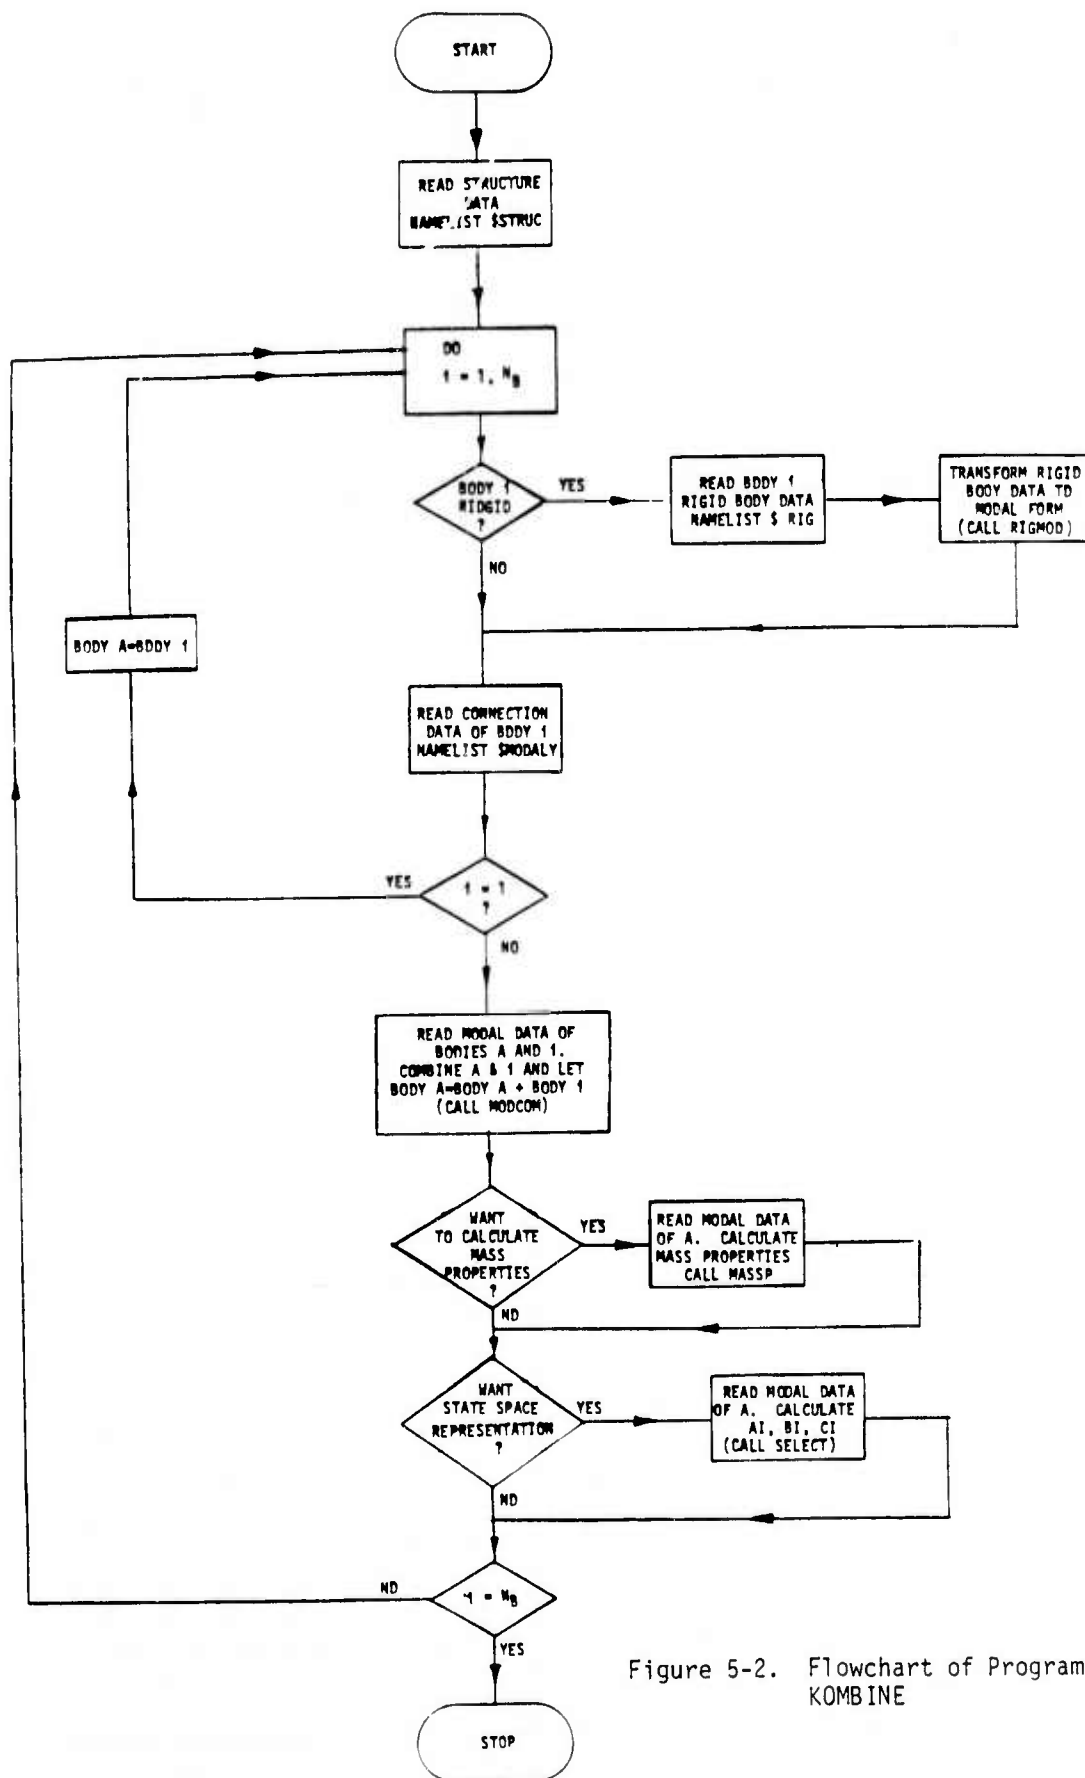 START
READ STRUCTURE
DATA
NAMELIST $STRUC
DO
i = 1, NB
BODY i
RIDGID
?
YES
READ BODY i
RIGID BODY DATA
NAMELIST $ RIG
TRANSFORM RIGID
BODY DATA TO
MODAL FORM
(CALL RIGMOD)
NO
BODY A=BODY i
READ CONNECTION
DATA OF BODY i
NAMELIST $MODALY
YES
i = 1
?
NO
READ MODAL DATA OF
BODIES A AND i.
COMBINE A & i AND LET
BODY A=BODY A + BODY i
(CALL MODCOM)
WANT
TO CALCULATE
MASS
PROPERTIES
?
YES
READ MODAL DATA
OF A. CALCULATE
MASS PROPERTIES
CALL MASSP
NO
WANT
STATE SPACE
REPRESENTATION
?
YES
READ MODAL DATA
OF A. CALCULATE
AI, BI, CI
(CALL SELECT)
NO
NO
i = NB
YES
STOP
Figure 5-2. Flowchart of Program
KOMBINE